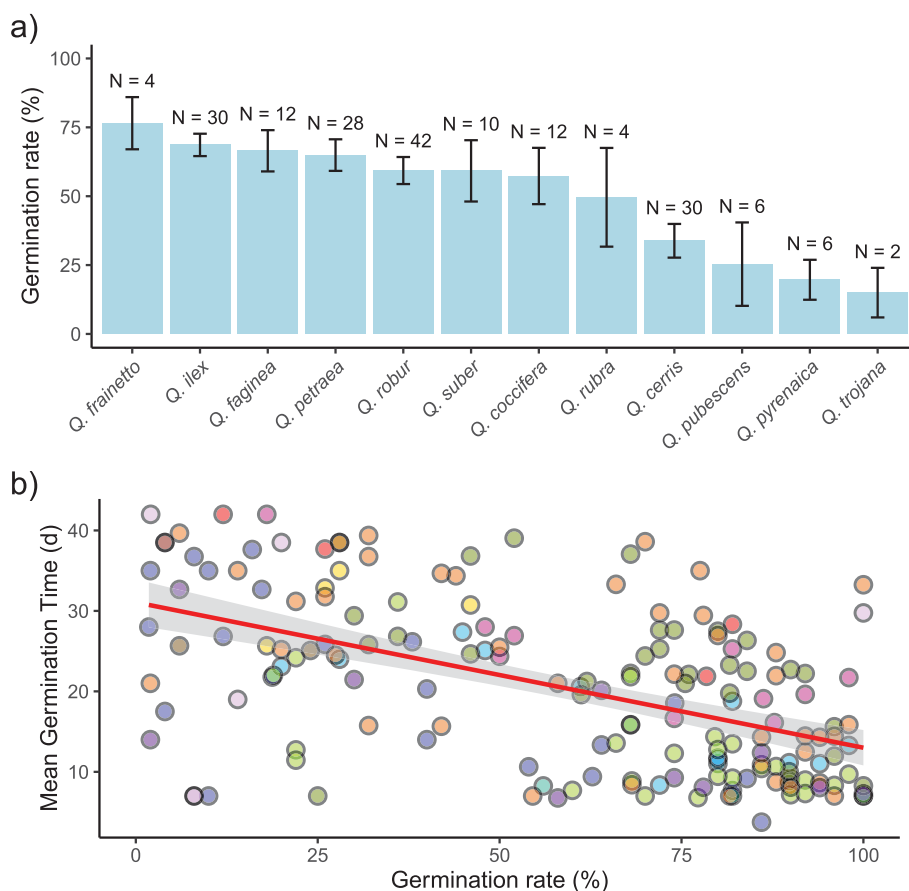 a)
Germination rate (%)
100
75
50
25
0
N = 4
N = 30
N = 12
N = 28
N = 42
N = 10
N = 12
N = 4
N = 30
N = 6
N = 6
N = 2
Q. frainetto
Q. ilex
Q. faginea
Q. petraea
Q. robur
Q. suber
Q. coccifera
Q. rubra
Q. cerris
Q. pubescens
Q. pyrenaica
Q. trojana
b)
Mean Germination Time (d)
40
30
20
10
0
25
50
75
100
Germination rate (%)